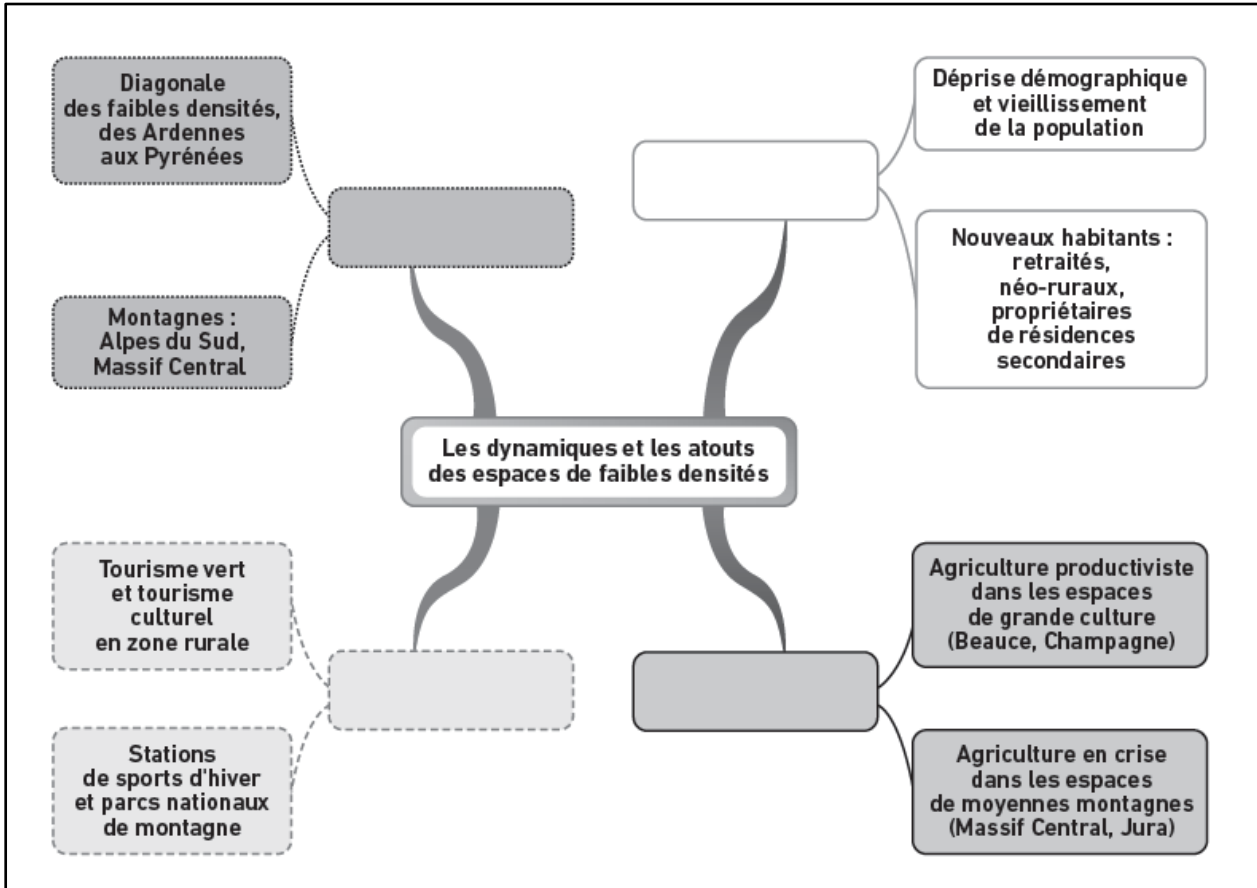 Diagonale
des faibles densités,
des Ardennes
aux Pyrénées
Déprise démographique
et vieillissement
de la population
Nouveaux habitants :
retraités,
néo-ruraux,
propriétaires
de résidences
secondaires
Montagnes :
Alpes du Sud,
Massif Central
Les dynamiques et les atouts
des espaces de faibles densités
Tourisme vert
et tourisme
culturel
en zone rurale
Agriculture productiviste
dans les espaces
de grande culture
(Beauce, Champagne)
Stations
de sports d'hiver
et parcs nationaux
de montagne
Agriculture en crise
dans les espaces
de moyennes montagnes
(Massif Central, Jura)